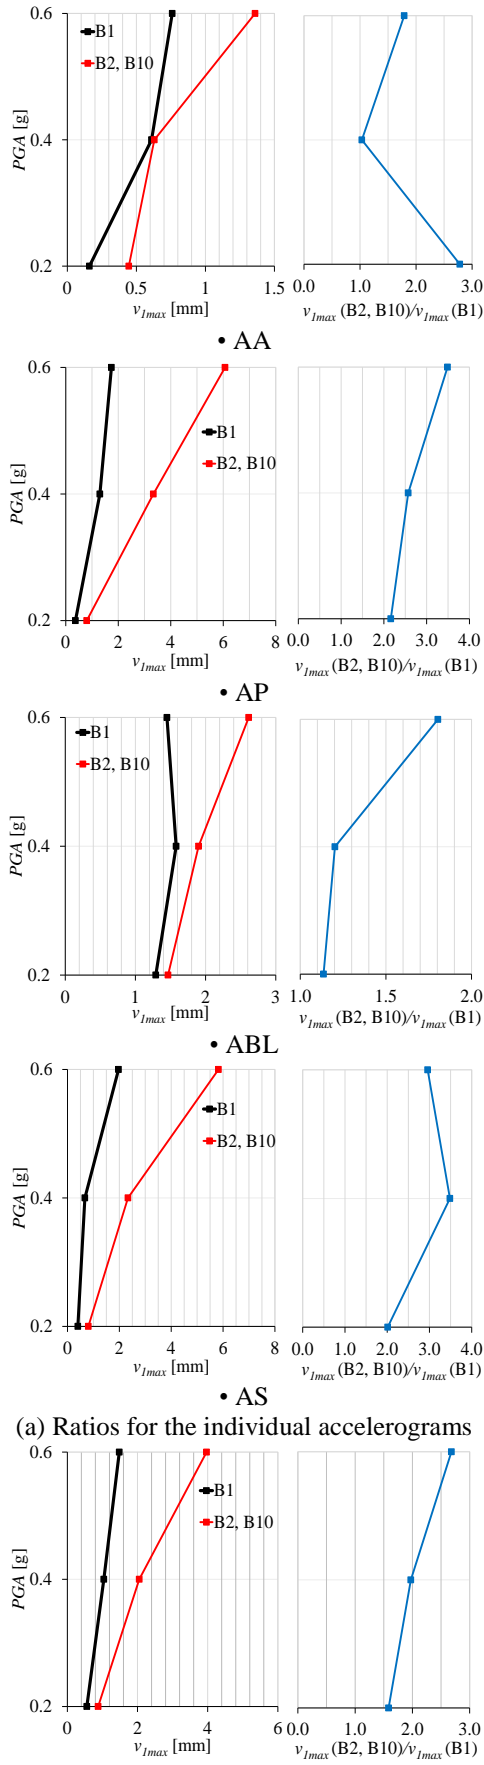 0.6
B1
B2, B10
0.4
PGA [g]
0.2
0 0.5 1 1.5
v1max [mm]
0.0 1.0 2.0 3.0
v1max (B2, B10)/v1max (B1)
• AA
0.6
B1
B2, B10
0.4
PGA [g]
0.2
0 2 4 6 8
v1max [mm]
0.0 1.0 2.0 3.0 4.0
v1max (B2, B10)/v1max (B1)
• AP
0.6
B1
B2, B10
0.4
PGA [g]
0.2
0 1 2 3
v1max [mm]
1.0 1.5 2.0
v1max (B2, B10)/v1max (B1)
• ABL
0.6
B1
B2, B10
0.4
PGA [g]
0.2
0 2 4 6 8
v1max [mm]
0.0 1.0 2.0 3.0 4.0
v1max (B2, B10)/v1max (B1)
• AS
(a) Ratios for the individual accelerograms
0.6
B1
B2, B10
0.4
PGA [g]
0.2
0 2 4 6
v1max [mm]
0.0 1.0 2.0 3.0
v1max (B2, B10)/v1max (B1)